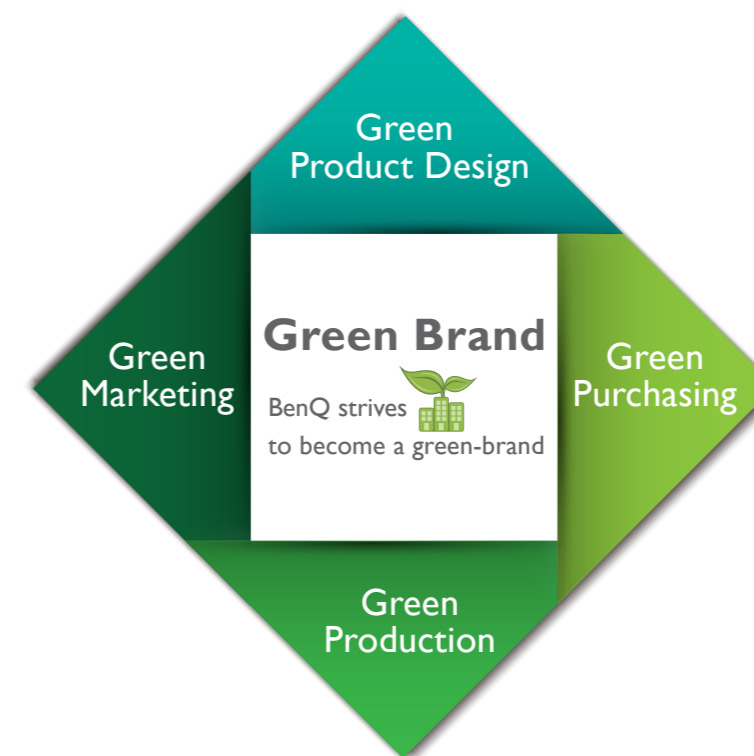 Green
Product Design
Green
Marketing
Green Brand
BenQ strives
to become a green-brand
Green
Purchasing
Green
Production